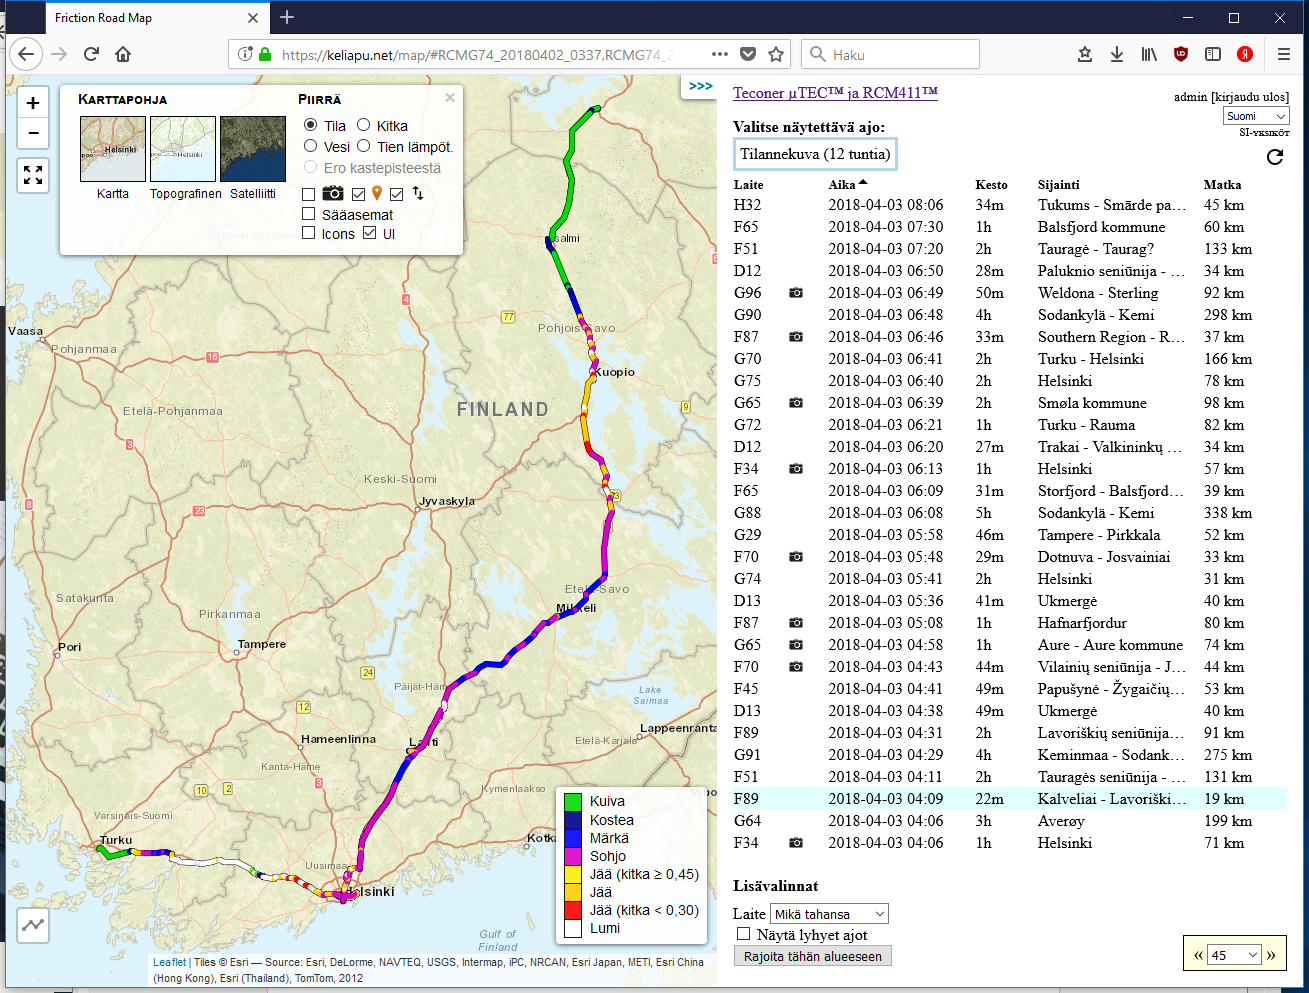 Friction Road Map
https://keliapu.net/map/#RCMG74_20180402_0337,RCMG74_2
Haku
>>>
+
−
KARTTAPOHJA
Helsinki
Helsinki
Kartta
Topografinen
Satelliitti
PIIRRÄ
Tila
Kitka
Vesi
Tien lämpöt.
Ero kastepisteestä
Sääasemat
Icons
UI
salmi
4
77
Pohjois-Savo
Vaasa
Pohjanmaa
16
Kuopio
Etelä-Pohjanmaa
FINLAND
9
3
Keski-Suomi
8
Jyvaskyla
23
23
Etelä-Savo
Satakunta
Mikkeli
Pirkanmaa
Pori
Tampere
24
Päijät-Häm
Lake
Saimaa
12
Lappeenranta
Hameenlinna
Lahti
Etelä-Karjala
Kanta-Häme
3
10
2
Kymenlaakso
Varsinais-Suomi
Turku
Kotka
Uusimaa
Helsinki
Gulf of
Finland
Kuiva
Kostea
Märkä
Sohjo
Jää (kitka ≥ 0,45)
Jää
Jää (kitka < 0,30)
Lumi
Leaflet | Tiles © Esri — Source: Esri, DeLorme, NAVTEQ, USGS, Intermap, iPC, NRCAN, Esri Japan, METI, Esri China
(Hong Kong), Esri (Thailand), TomTom, 2012
Teconer µTEC™ ja RCM411™
admin [kirjaudu ulos]
Suomi
SI-YKSIKÖT
Valitse näytettävä ajo:
Tilannekuva (12 tuntia)
Laite Aika Kesto Sijainti Matka
H32 2018-04-03 08:06 34m Tukums - Smārde pa… 45 km
F65 2018-04-03 07:30 1h Balsfjord kommune 60 km
F51 2018-04-03 07:20 2h Tauragė - Taurag? 133 km
D12 2018-04-03 06:50 28m Paluknio seniūnija - … 34 km
G96 2018-04-03 06:49 50m Weldona - Sterling 92 km
G90 2018-04-03 06:48 4h Sodankylä - Kemi 298 km
F87 2018-04-03 06:46 33m Southern Region - R… 37 km
G70 2018-04-03 06:41 2h Turku - Helsinki 166 km
G75 2018-04-03 06:40 2h Helsinki 78 km
G65 2018-04-03 06:39 2h Smøla kommune 98 km
G72 2018-04-03 06:21 1h Turku - Rauma 82 km
D12 2018-04-03 06:20 27m Trakai - Valkininkų … 34 km
F34 2018-04-03 06:13 1h Helsinki 57 km
F65 2018-04-03 06:09 31m Storfjord - Balsfjord… 39 km
G88 2018-04-03 06:08 5h Sodankylä - Kemi 338 km
G29 2018-04-03 05:58 46m Tampere - Pirkkala 52 km
F70 2018-04-03 05:48 29m Dotnuva - Josvainiai 33 km
G74 2018-04-03 05:41 2h Helsinki 31 km
D13 2018-04-03 05:36 41m Ukmergė 40 km
F87 2018-04-03 05:08 1h Hafnarfjordur 80 km
G65 2018-04-03 04:58 1h Aure - Aure kommune 74 km
F70 2018-04-03 04:43 44m Vilainių seniūnija - J… 44 km
F45 2018-04-03 04:41 49m Papušynė - Žygaičių… 53 km
D13 2018-04-03 04:38 49m Ukmergė 40 km
F89 2018-04-03 04:31 2h Lavoriškių seniūnija… 91 km
G91 2018-04-03 04:29 4h Keminmaa - Sodank… 275 km
F51 2018-04-03 04:11 2h Tauragės seniūnija - … 131 km
F89 2018-04-03 04:09 22m Kalveliai - Lavoriški… 19 km
G64 2018-04-03 04:06 3h Averøy 199 km
F34 2018-04-03 04:06 1h Helsinki 71 km
Lisävalinnat
Laite Mikä tahansa
Näytä lyhyet ajot
Rajoita tähän alueeseen
« 45 »